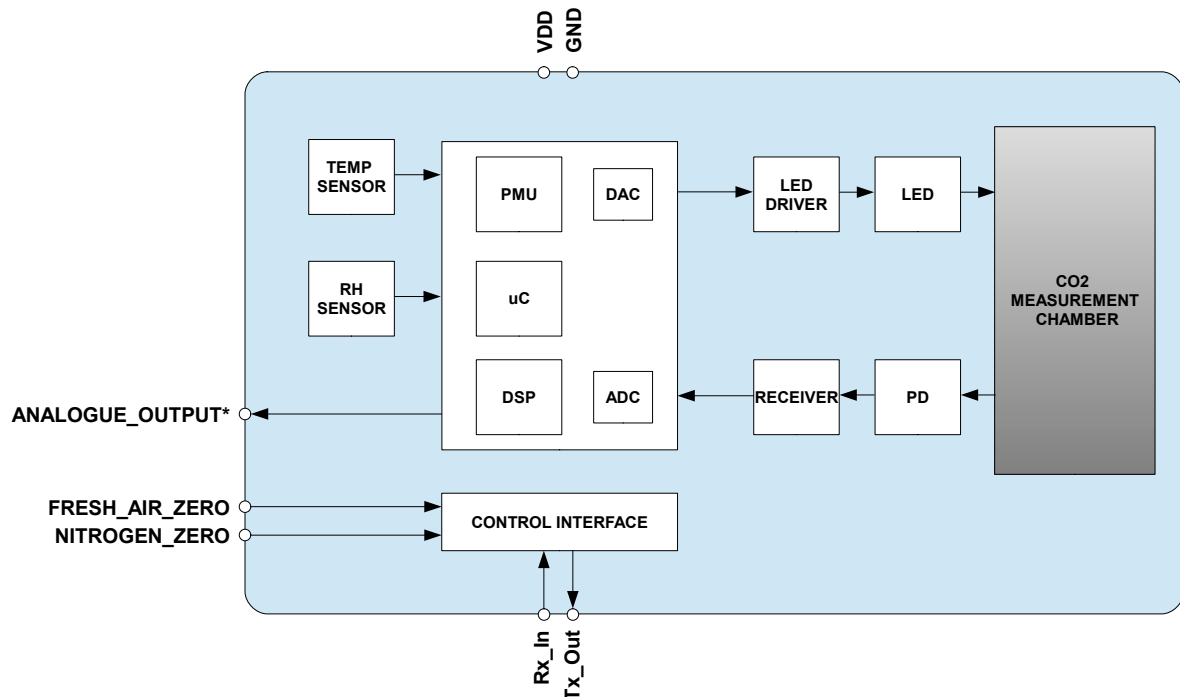 VDD
GND
TEMP
SENSOR
PMU
DAC
LED
DRIVER
LED
RH
SENSOR
uC
CO2
MEASUREMENT
CHAMBER
DSP
ADC
RECEIVER
PD
ANALOGUE_OUTPUT*
FRESH_AIR_ZERO
NITROGEN_ZERO
CONTROL INTERFACE
Rx_In
Tx_Out